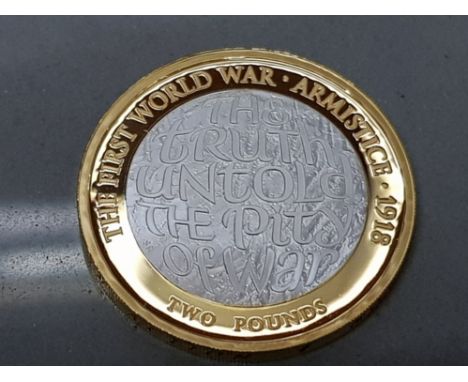 THE FIRST WORLD WAR · ARMISTICE · 1918
THE
TRUTH
UNTOLD
THE PITY
OF WAR
TWO POUNDS